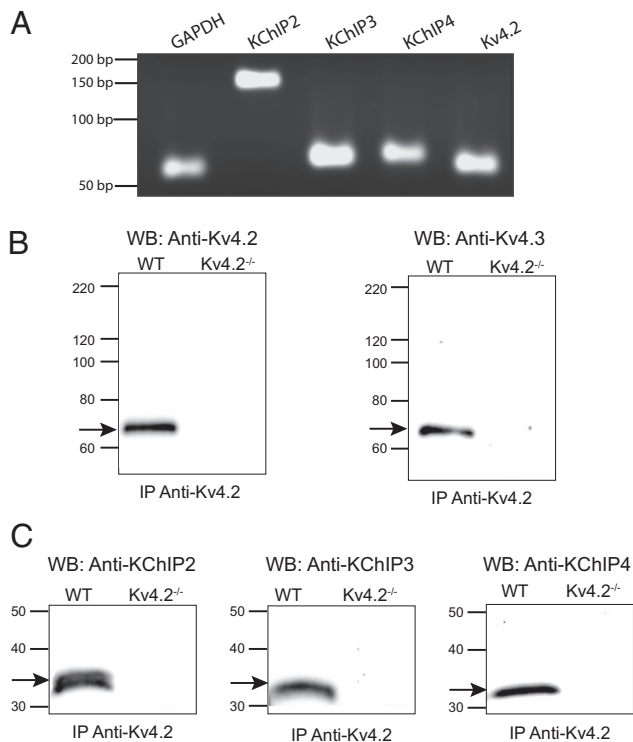 A
GAPDH KChIP2 KChIP3 KChIP4 Kv4.2
200 bp
150 bp
100 bp
50 bp
B
WB: Anti-Kv4.2
WT Kv4.2-/-
220
120
100
80
60
IP Anti-Kv4.2
WB: Anti-Kv4.3
WT Kv4.2-/-
220
120
100
80
60
IP Anti-Kv4.2
C
WB: Anti-KChIP2
WT Kv4.2-/-
50
40
30
IP Anti-Kv4.2
WB: Anti-KChIP3
WT Kv4.2-/-
50
40
30
IP Anti-Kv4.2
WB: Anti-KChIP4
WT Kv4.2-/-
50
40
30
IP Anti-Kv4.2